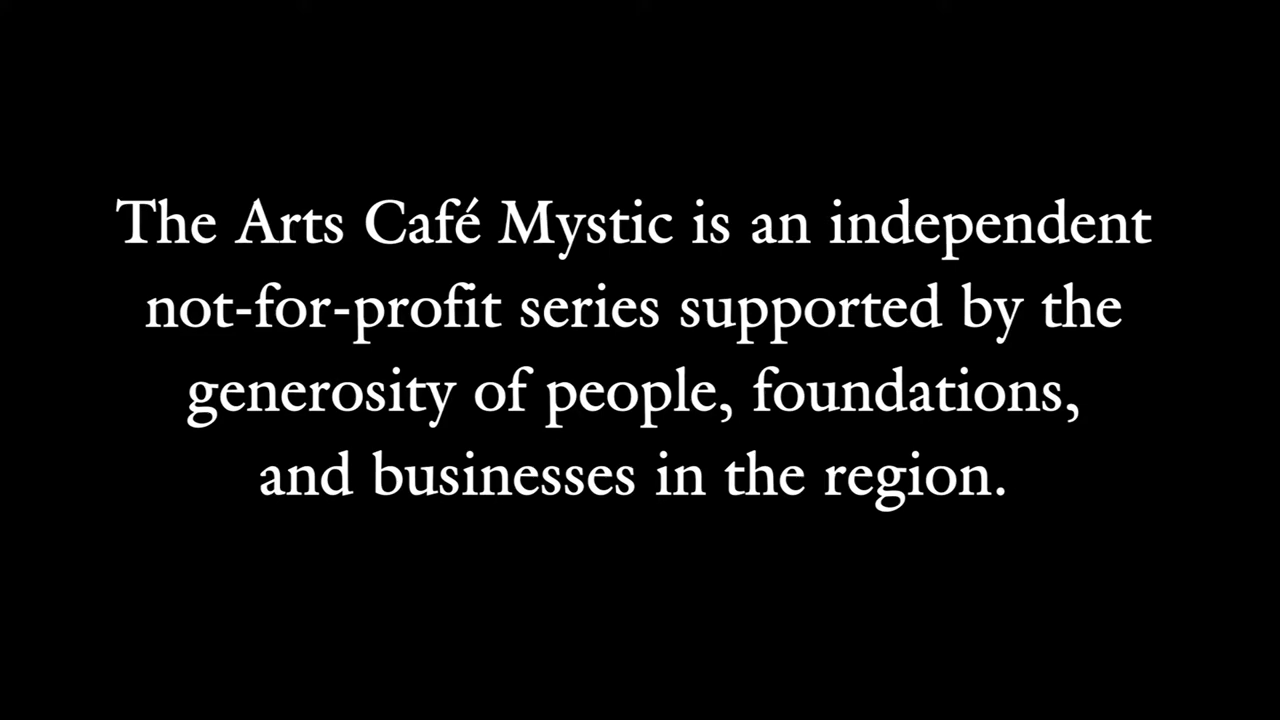 The Arts Café Mystic is an independent
not-for-profit series supported by the
generosity of people, foundations,
and businesses in the region.